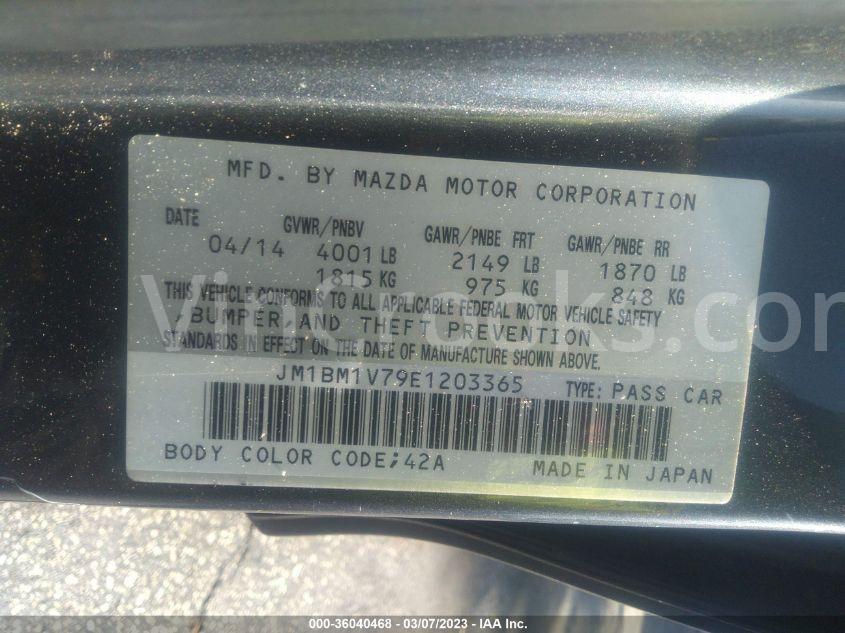 MFD. BY MAZDA MOTOR CORPORATION
DATE GVWR/PNBV GAWR/PNBE FRT GAWR/PNBE RR
04/14 4001 LB 2149 LB 1870 LB
1815 KG 975 KG 848 KG
THIS VEHICLE CONFORMS TO ALL APPLICABLE FEDERAL MOTOR VEHICLE SAFETY
,BUMPER,AND THEFT PREVENTION
STANDARDS IN EFFECT ON THE DATE OF MANUFACTURE SHOWN ABOVE.
JM1BM1V79E1203365 TYPE: PASS CAR
BODY COLOR CODE;42A MADE IN JAPAN
000-36040468 - 03/07/2023 - IAA Inc.